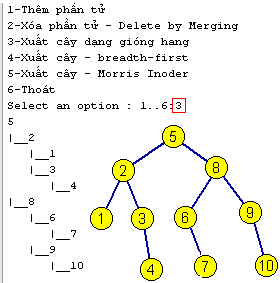 1-Thêm phần tử
2-Xóa phần tử - Delete by Merging
3-Xuất cây dạng gióng hang
4-Xuất cây - breadth-first
5-Xuất cây - Morris Inoder
6-Thoát
Select an option : 1..6:3
5
|__2
|__1
|__3
|__4
|__8
|__6
|__7
|__9
|__10
5
2
8
1
3
6
9
4
7
10